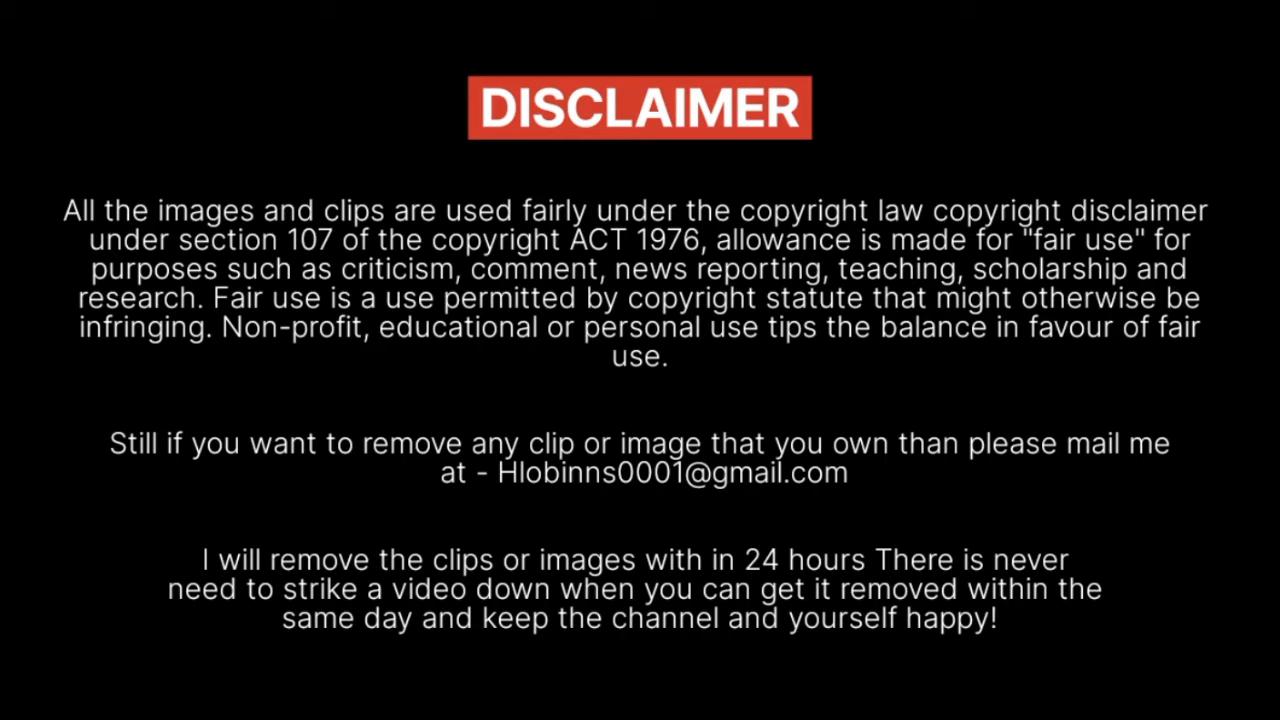 DISCLAIMER
All the images and clips are used fairly under the copyright law copyright disclaimer
under section 107 of the copyright ACT 1976, allowance is made for "fair use" for
purposes such as criticism, comment, news reporting, teaching, scholarship and
research. Fair use is a use permitted by copyright statute that might otherwise be
infringing. Non-profit, educational or personal use tips the balance in favour of fair
use.
Still if you want to remove any clip or image that you own than please mail me
at - Hlobinns0001@gmail.com
I will remove the clips or images with in 24 hours There is never
need to strike a video down when you can get it removed within the
same day and keep the channel and yourself happy!